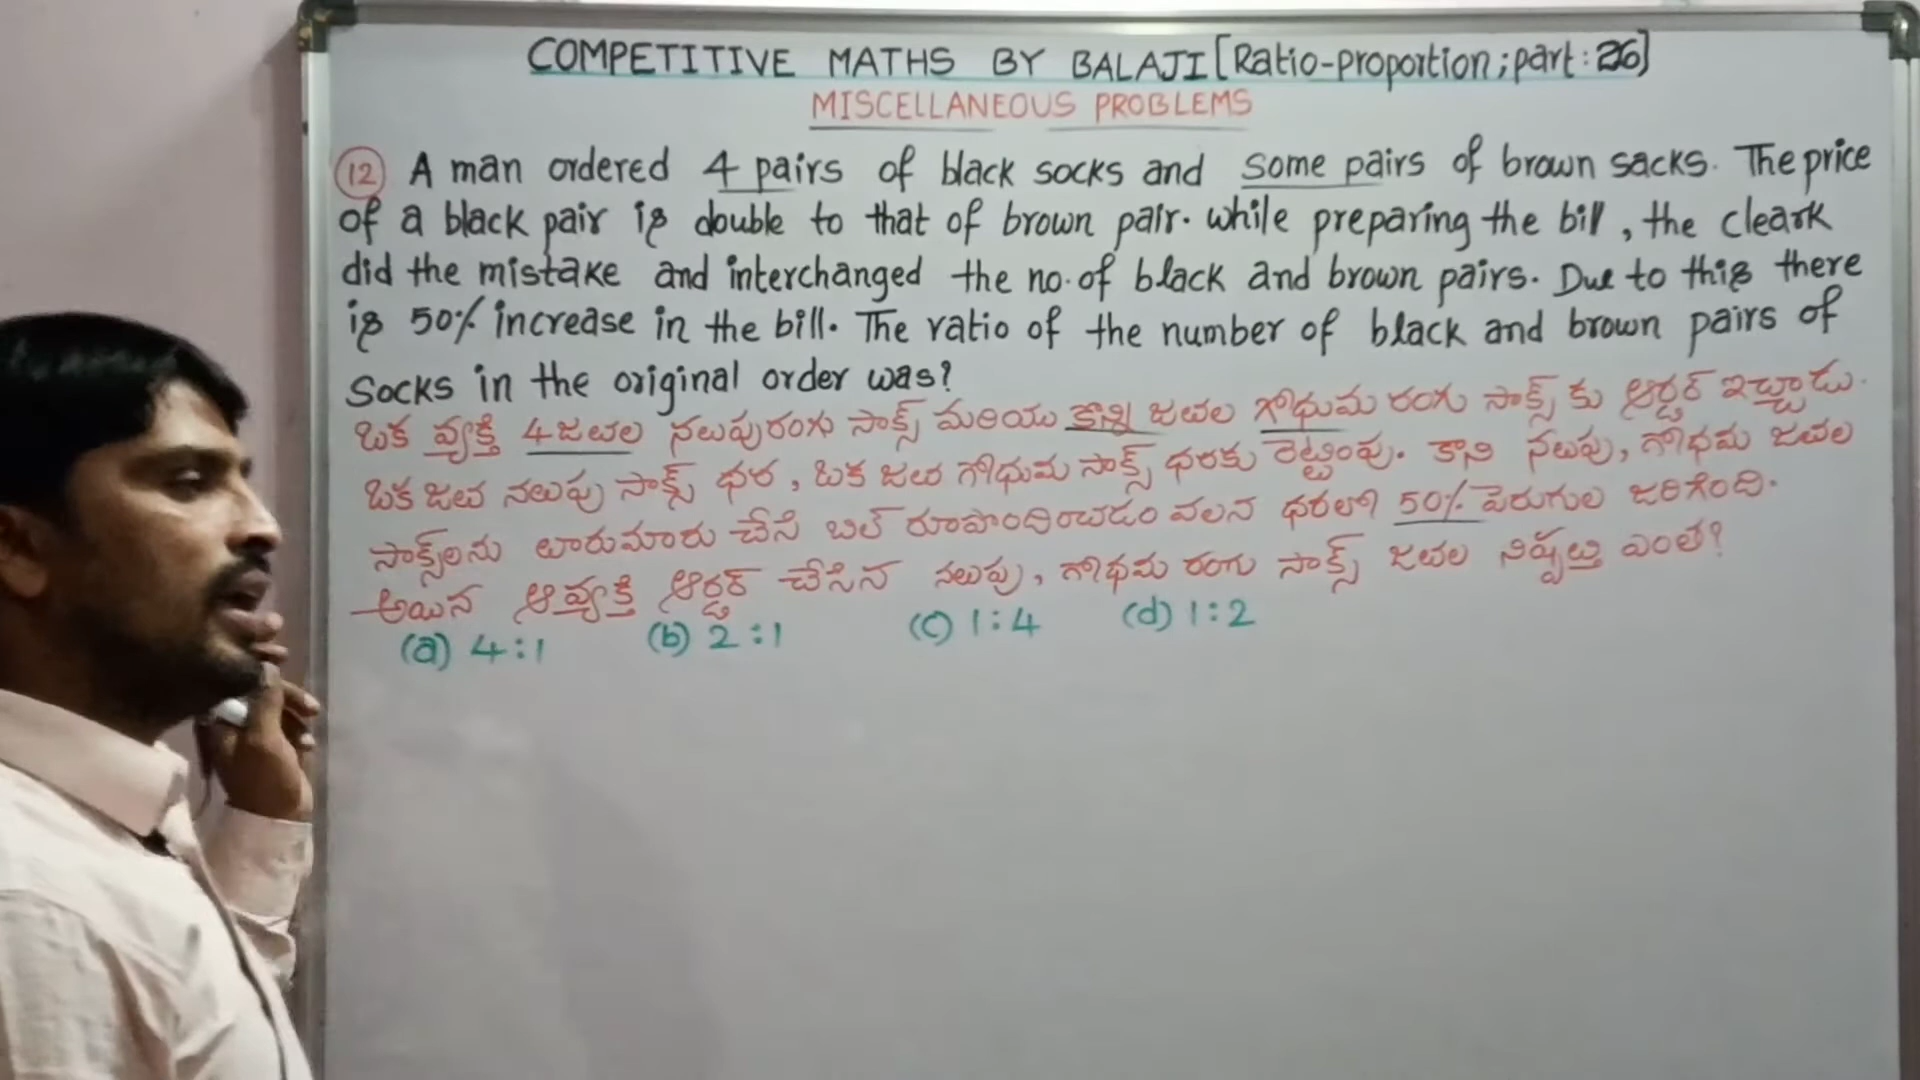 COMPETITIVE MATHS BY BALAJI [Ratio-proportion; part: 26]
MISCELLANEOUS PROBLEMS
12 A man ordered 4 pairs of black socks and some pairs of brown sacks. The price
of a black pair is double to that of brown pair. while preparing the bill, the cleark
did the mistake and interchanged the no. of black and brown pairs. Due to this there
is 50% increase in the bill. The ratio of the number of black and brown pairs of
Socks in the original order was?
ఒక వ్యక్తి 4జతల నలుపురంగు సాక్స్ మరియు కొన్ని జతల గోధుమ రంగు సాక్స్ కు ఆర్డర్ ఇచ్చాడు.
ఒక జత నలుపు సాక్స్ ధర, ఒక జత గోధుమ సాక్స్ ధరకు రెట్టింపు. కాని నలుపు, గోధమ జతల
సాక్స్‌లను తారుమారు చేసి బిల్ రూపొందించడం వలన ధరలో 50% పెరుగుల జరిగింది.
అయిన ఆవ్యక్తి ఆర్డర్ చేసిన నలుపు, గోధమ రంగు సాక్స్ జతల నిష్పత్తి ఎంత?
(a) 4:1 (b) 2:1 (c) 1:4 (d) 1:2